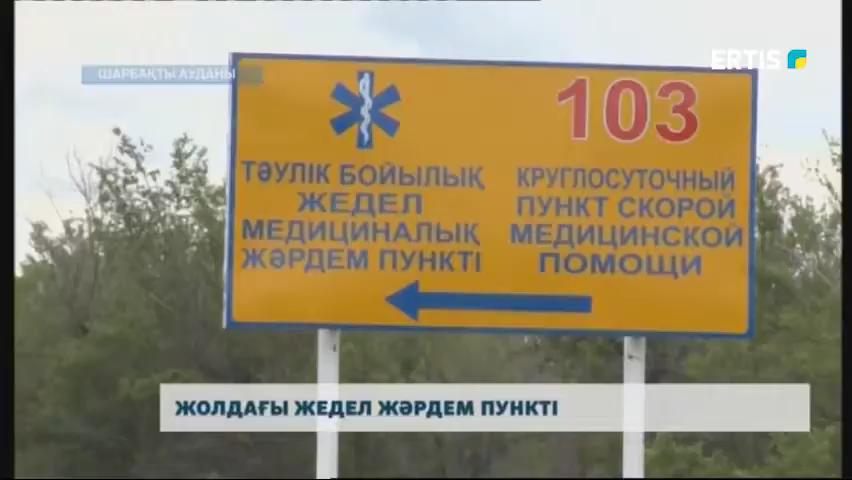 ERTIS
ШАРБАҚТЫ АУДАНЫ
103
ТӘУЛІК БОЙЫЛЫҚ
ЖЕДЕЛ
МЕДИЦИНАЛЫҚ
ЖӘРДЕМ ПУНКТІ
КРУГЛОСУТОЧНЫЙ
ПУНКТ СКОРОЙ
МЕДИЦИНСКОЙ
ПОМОЩИ
ЖОЛДАҒЫ ЖЕДЕЛ ЖӘРДЕМ ПУНКТІ